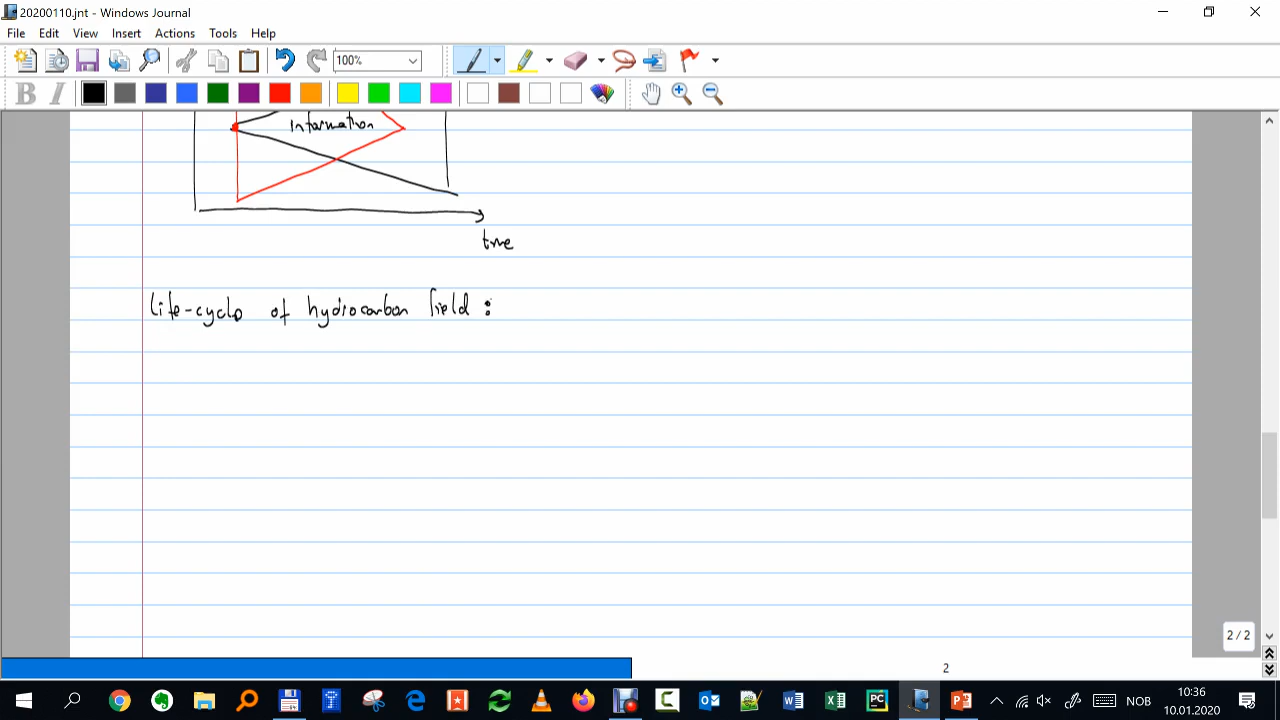 20200110.jnt - Windows Journal
File Edit View Insert Actions Tools Help
100%
B I
Information
time
life-cycle of hydrocarbon field :
2 / 2
2
NOB
10:36
10.01.2020